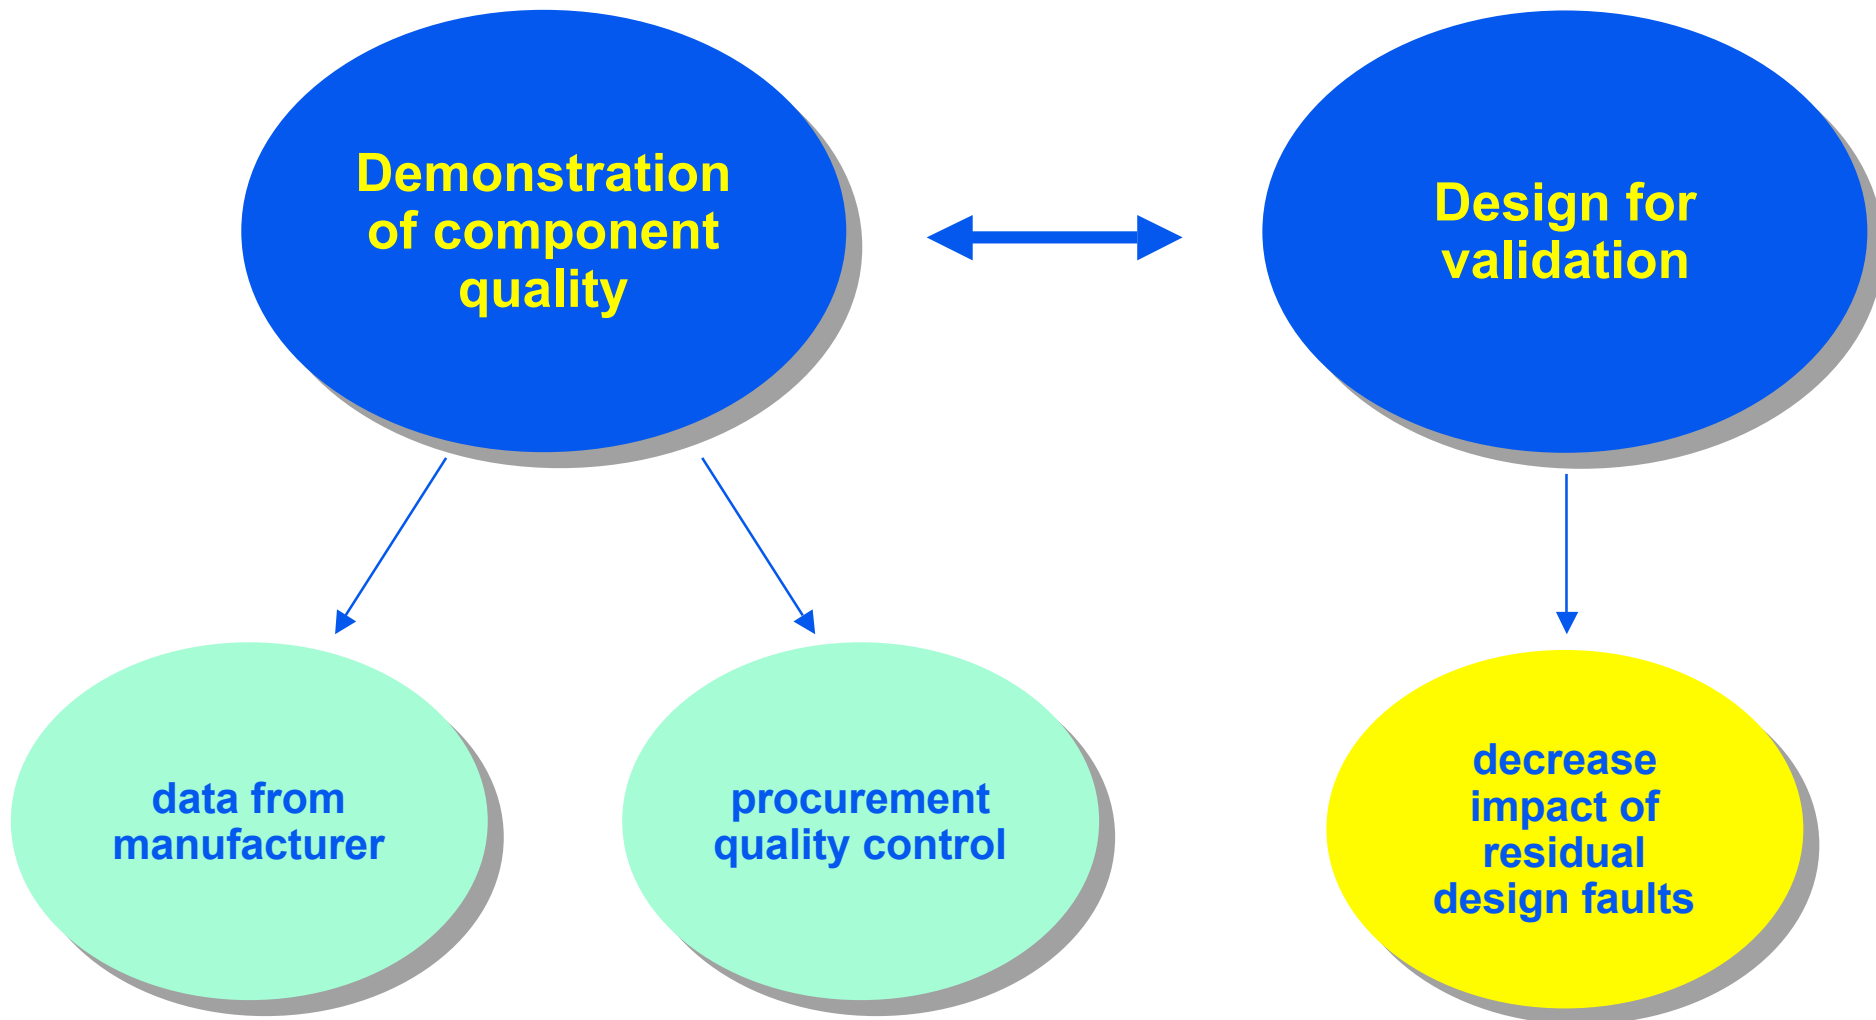 Demonstration
of component
quality
Design for
validation
data from
manufacturer
procurement
quality control
decrease
impact of
residual
design faults